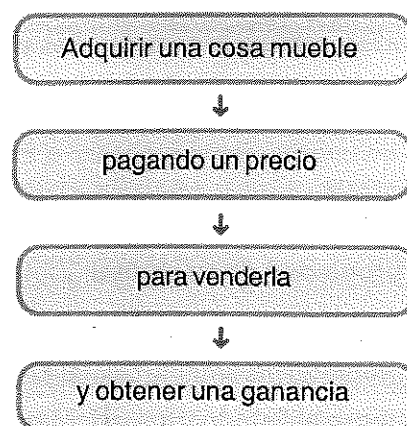 Adquirir una cosa mueble
pagando un precio
para venderla
y obtener una ganancia